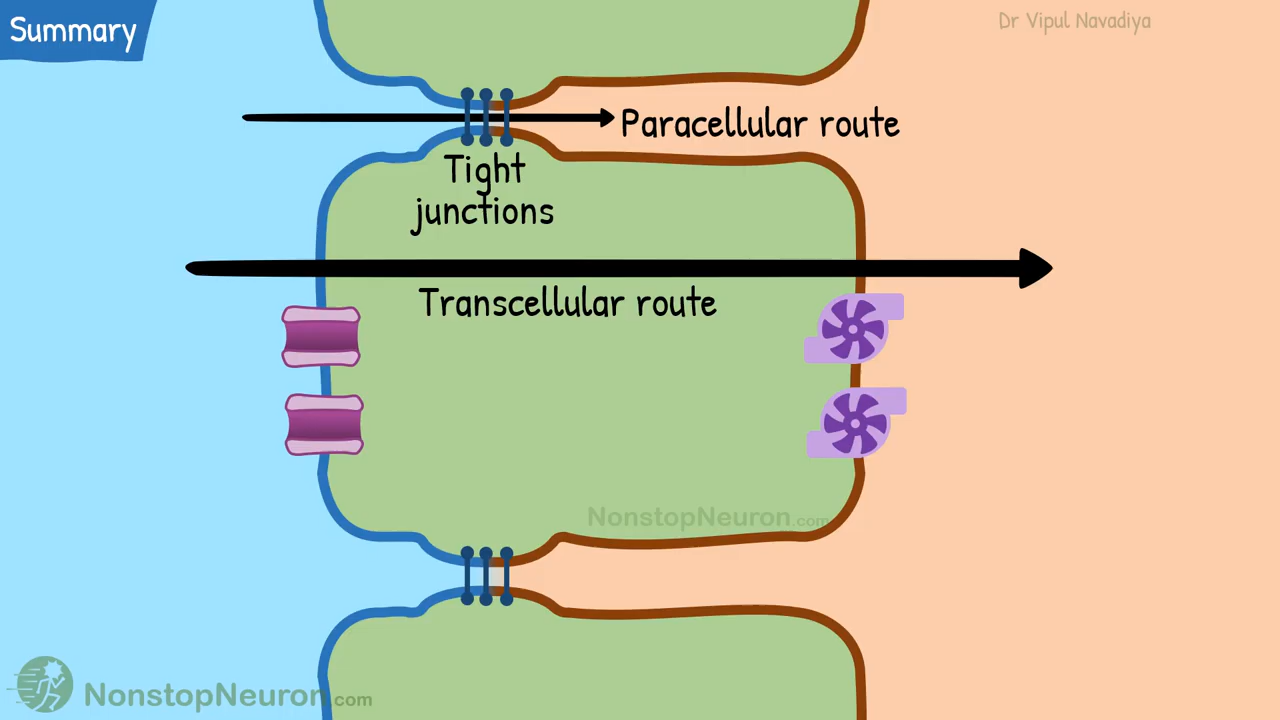 Summary
Dr Vipul Navadiya
Paracellular route
Tight
junctions
Transcellular route
NonstopNeuron.com
NonstopNeuron.com